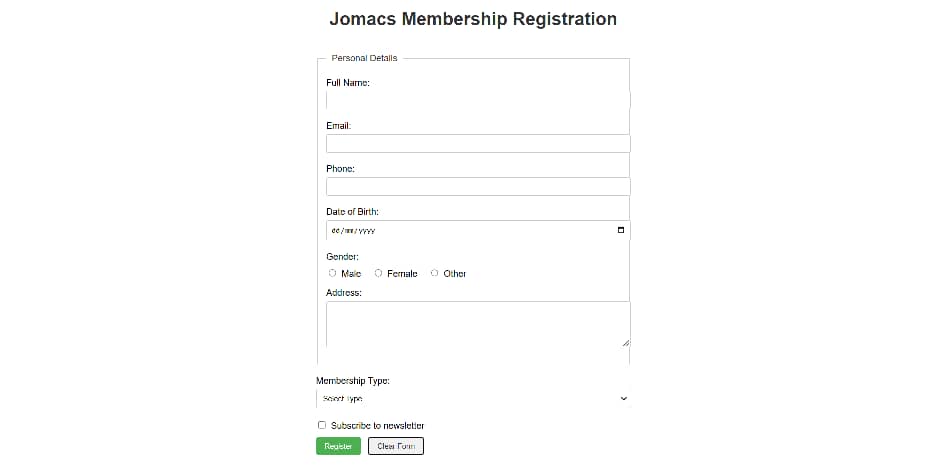 Jomacs Membership Registration
Personal Details
Full Name:
Email:
Phone:
Date of Birth:
dd/mm/yyyy
Gender:
Male Female Other
Address:
Membership Type:
Select Type
Subscribe to newsletter
Register Clear Form